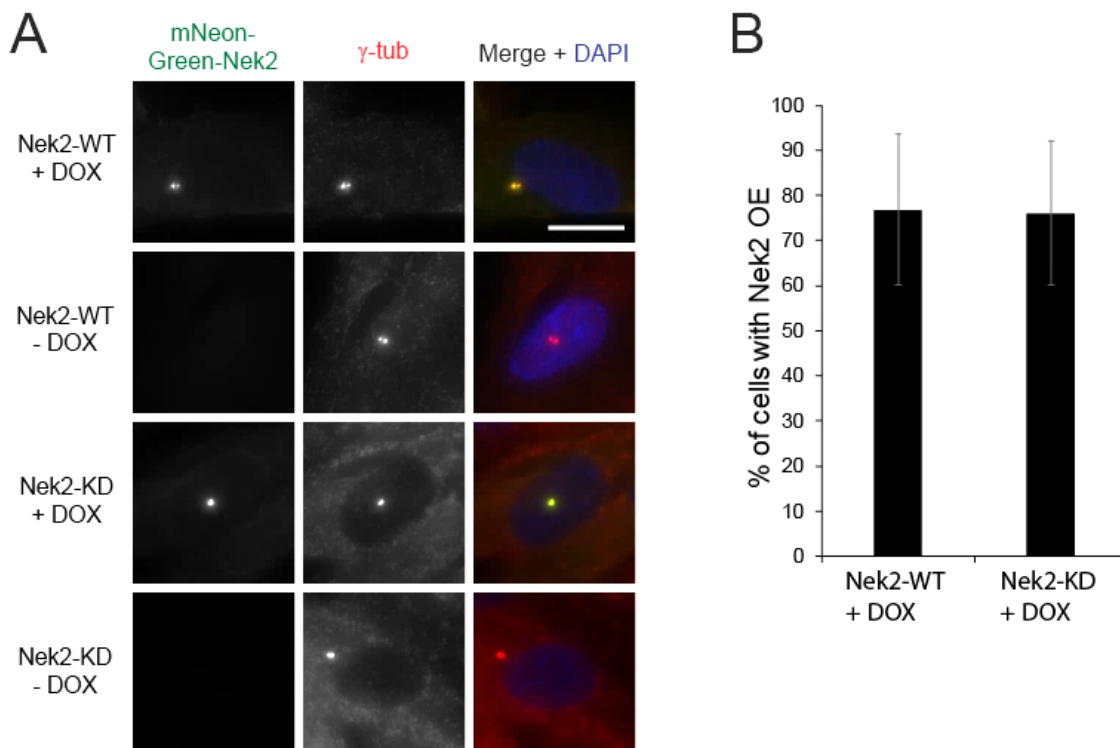 A
mNeon-
Green-Nek2
γ-tub
Merge + DAPI
Nek2-WT
+ DOX
Nek2-WT
- DOX
Nek2-KD
+ DOX
Nek2-KD
- DOX
B
% of cells with Nek2 OE
100
90
80
70
60
50
40
30
20
10
0
Nek2-WT
+ DOX
Nek2-KD
+ DOX